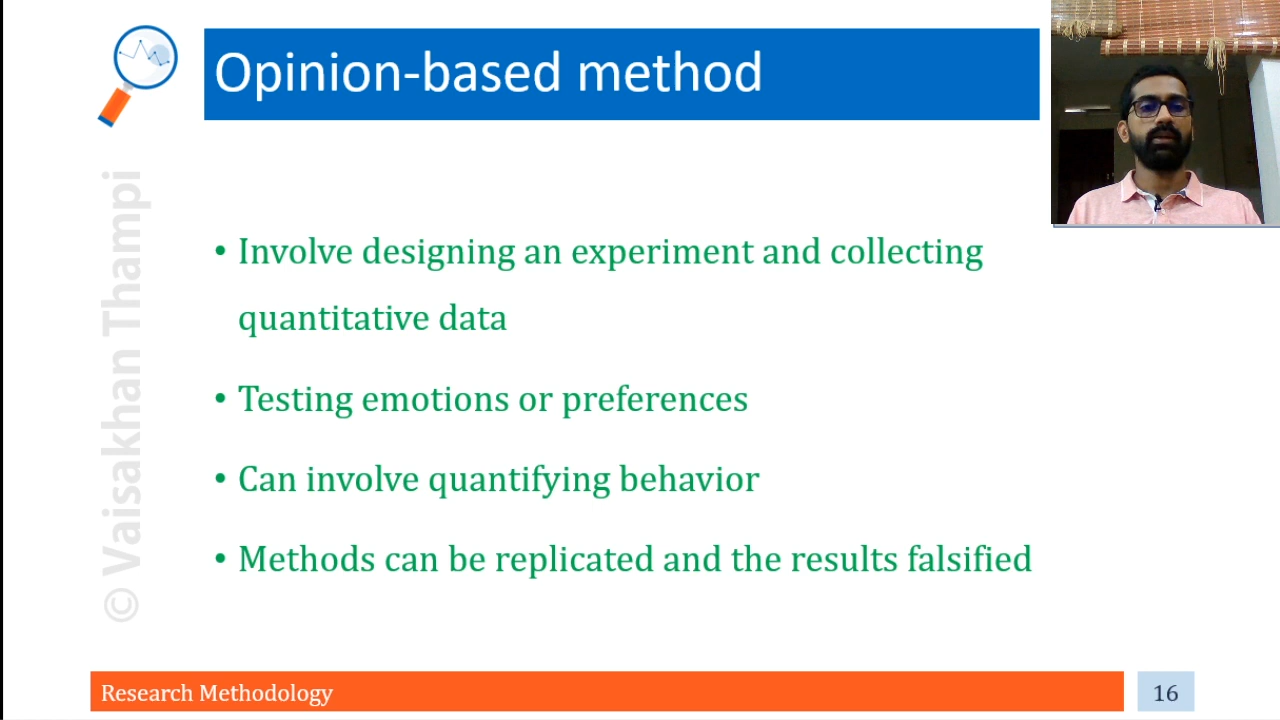 Opinion-based method
© Vaisakhan Thampi
• Involve designing an experiment and collecting
quantitative data
• Testing emotions or preferences
• Can involve quantifying behavior
• Methods can be replicated and the results falsified
Research Methodology
16